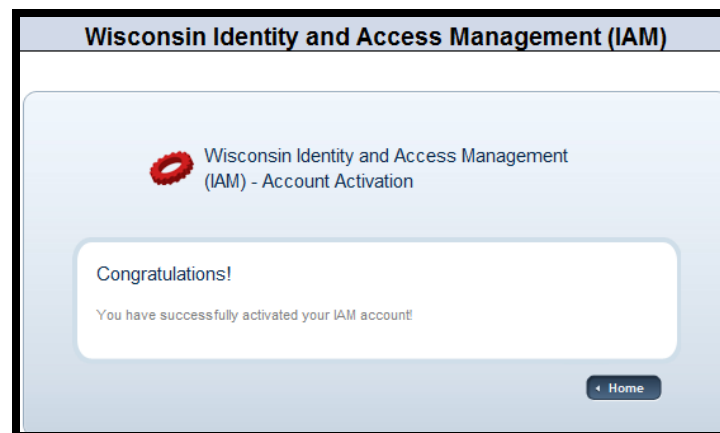 Wisconsin Identity and Access Management (IAM)
Wisconsin Identity and Access Management
(IAM) - Account Activation
Congratulations!
You have successfully activated your IAM account!
Home